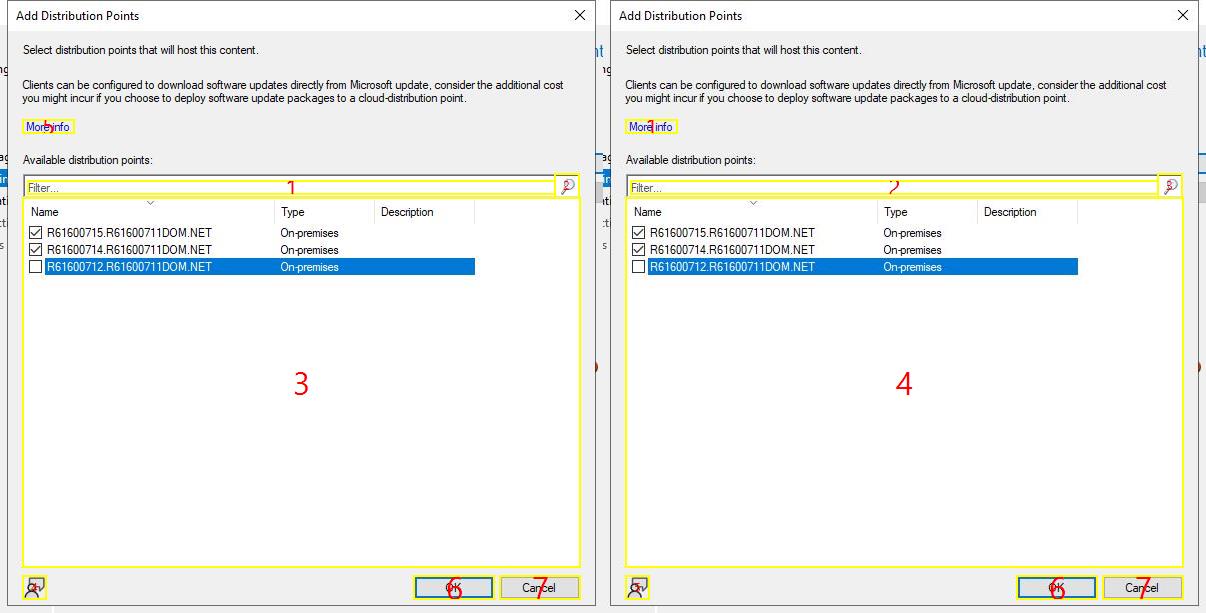 Add Distribution Points
Select distribution points that will host this content.
Clients can be configured to download software updates directly from Microsoft update, consider the additional cost
you might incur if you choose to deploy software update packages to a cloud-distribution point.
More info
5
Available distribution points:
Filter...
1
2
Name Type Description
R61600715.R61600711DOM.NET On-premises
R61600714.R61600711DOM.NET On-premises
R61600712.R61600711DOM.NET On-premises
3
4
OK
6
Cancel
7
Add Distribution Points
Select distribution points that will host this content.
Clients can be configured to download software updates directly from Microsoft update, consider the additional cost
you might incur if you choose to deploy software update packages to a cloud-distribution point.
More info
1
Available distribution points:
Filter...
2
3
Name Type Description
R61600715.R61600711DOM.NET On-premises
R61600714.R61600711DOM.NET On-premises
R61600712.R61600711DOM.NET On-premises
4
5
OK
6
Cancel
7